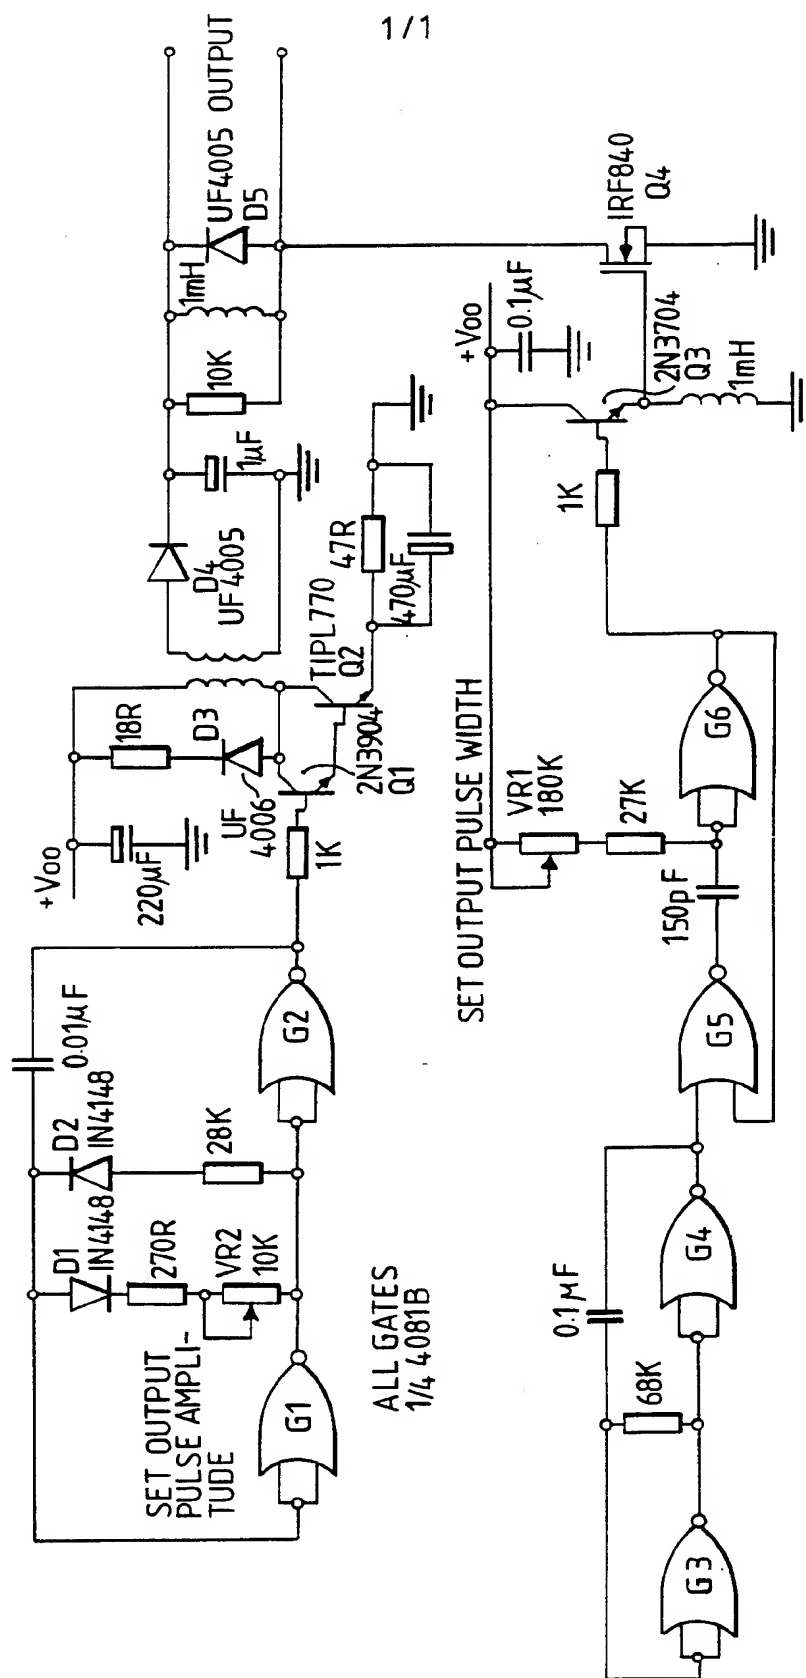 1/1
0.01µF
D1
IN4148
D2
IN4148
270R
VR2
10K
28K
SET OUTPUT
PULSE AMPLI-
TUDE
G1
G2
ALL GATES
1/4 4081B
+Voo
220µF
18R
D3
UF
4006
1K
2N3904
Q1
TIPL770
Q2
47R
470µF
D4
UF4005
1µF
10K
1mH
UF4005
D5
OUTPUT
SET OUTPUT PULSE WIDTH
VR1
180K
27K
150pF
G3
68K
0.1µF
G4
G5
G6
1K
+Voo
0.1µF
2N3704
Q3
1mH
IRF840
Q4